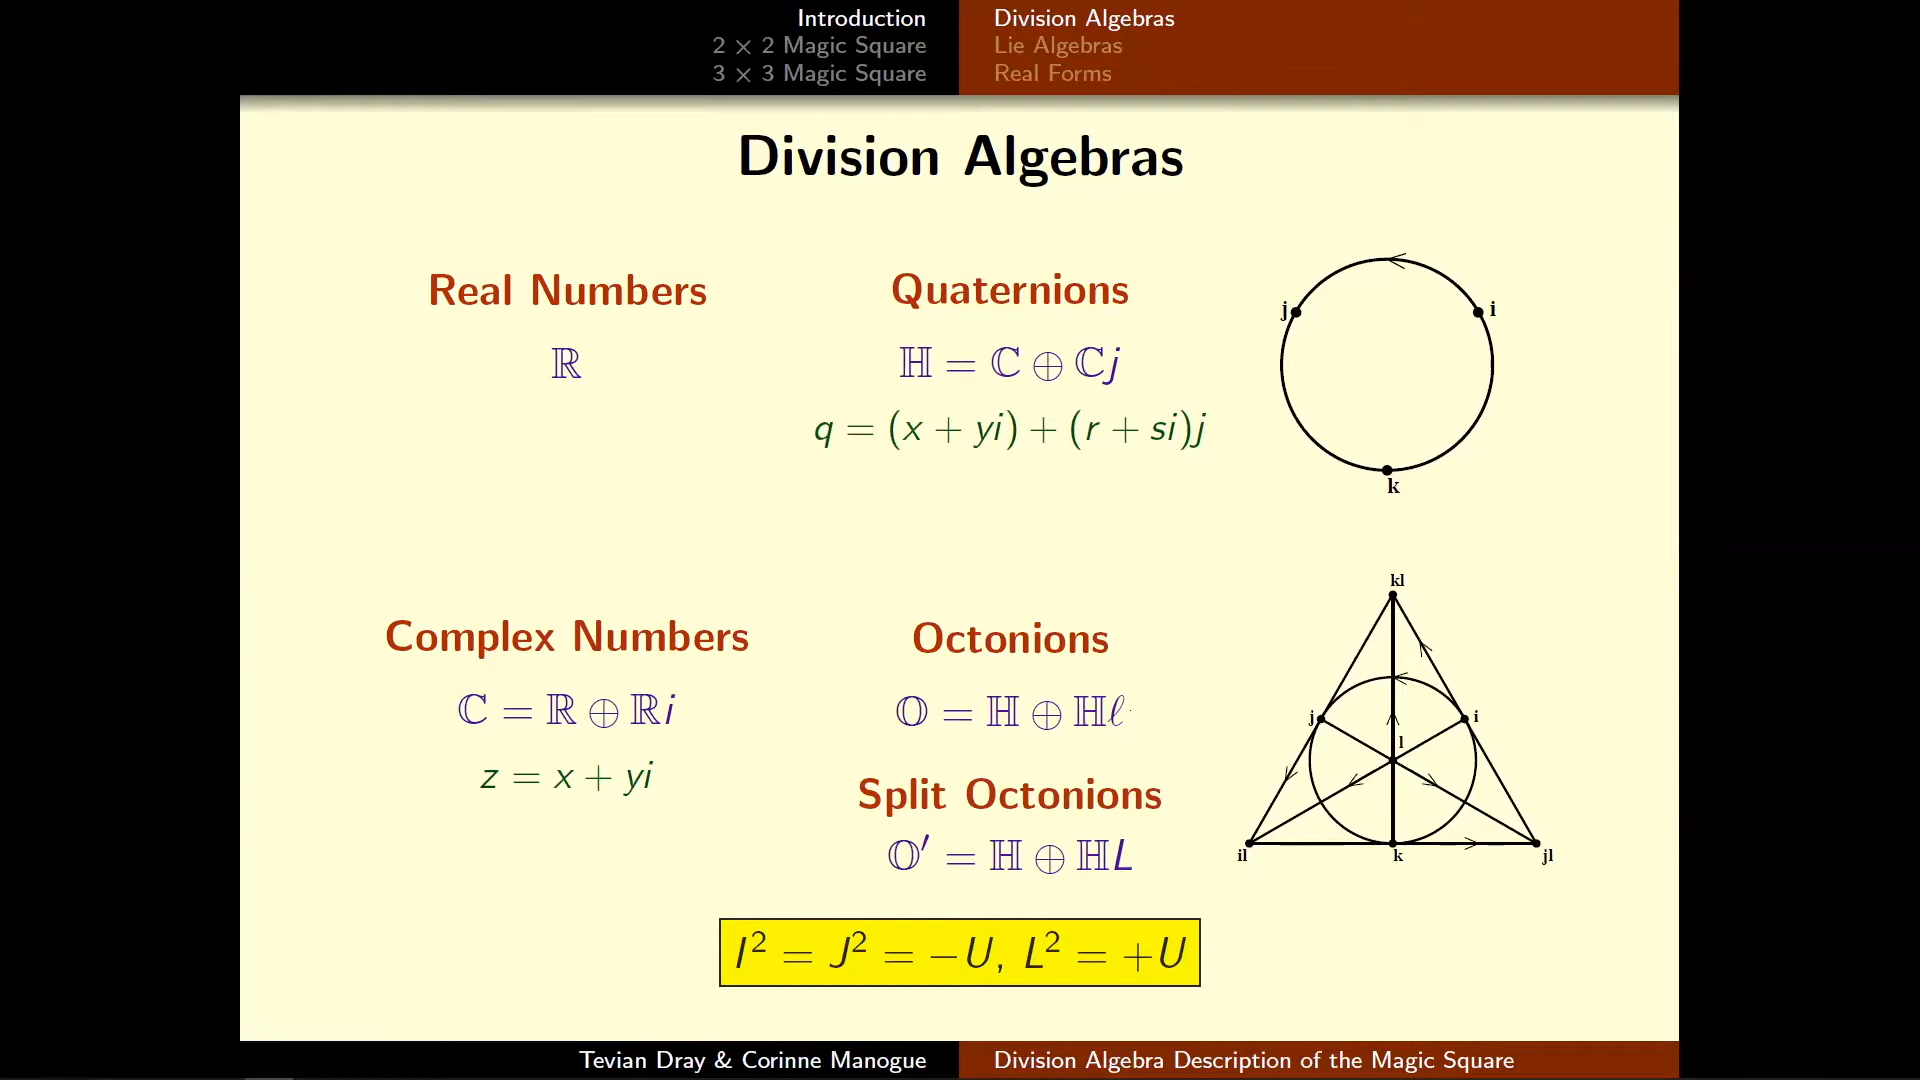 Introduction
2 × 2 Magic Square
3 × 3 Magic Square
Division Algebras
Lie Algebras
Real Forms
Division Algebras
Real Numbers
ℝ
Quaternions
ℍ = ℂ ⊕ ℂj
q = (x + yi) + (r + si)j
j
i
k
Complex Numbers
ℂ = ℝ ⊕ ℝi
z = x + yi
Octonions
𝕆 = ℍ ⊕ ℍℓ
Split Octonions
𝕆′ = ℍ ⊕ ℍL
kl
j
i
l
il
k
jl
I² = J² = −U, L² = +U
Tevian Dray & Corinne Manogue
Division Algebra Description of the Magic Square